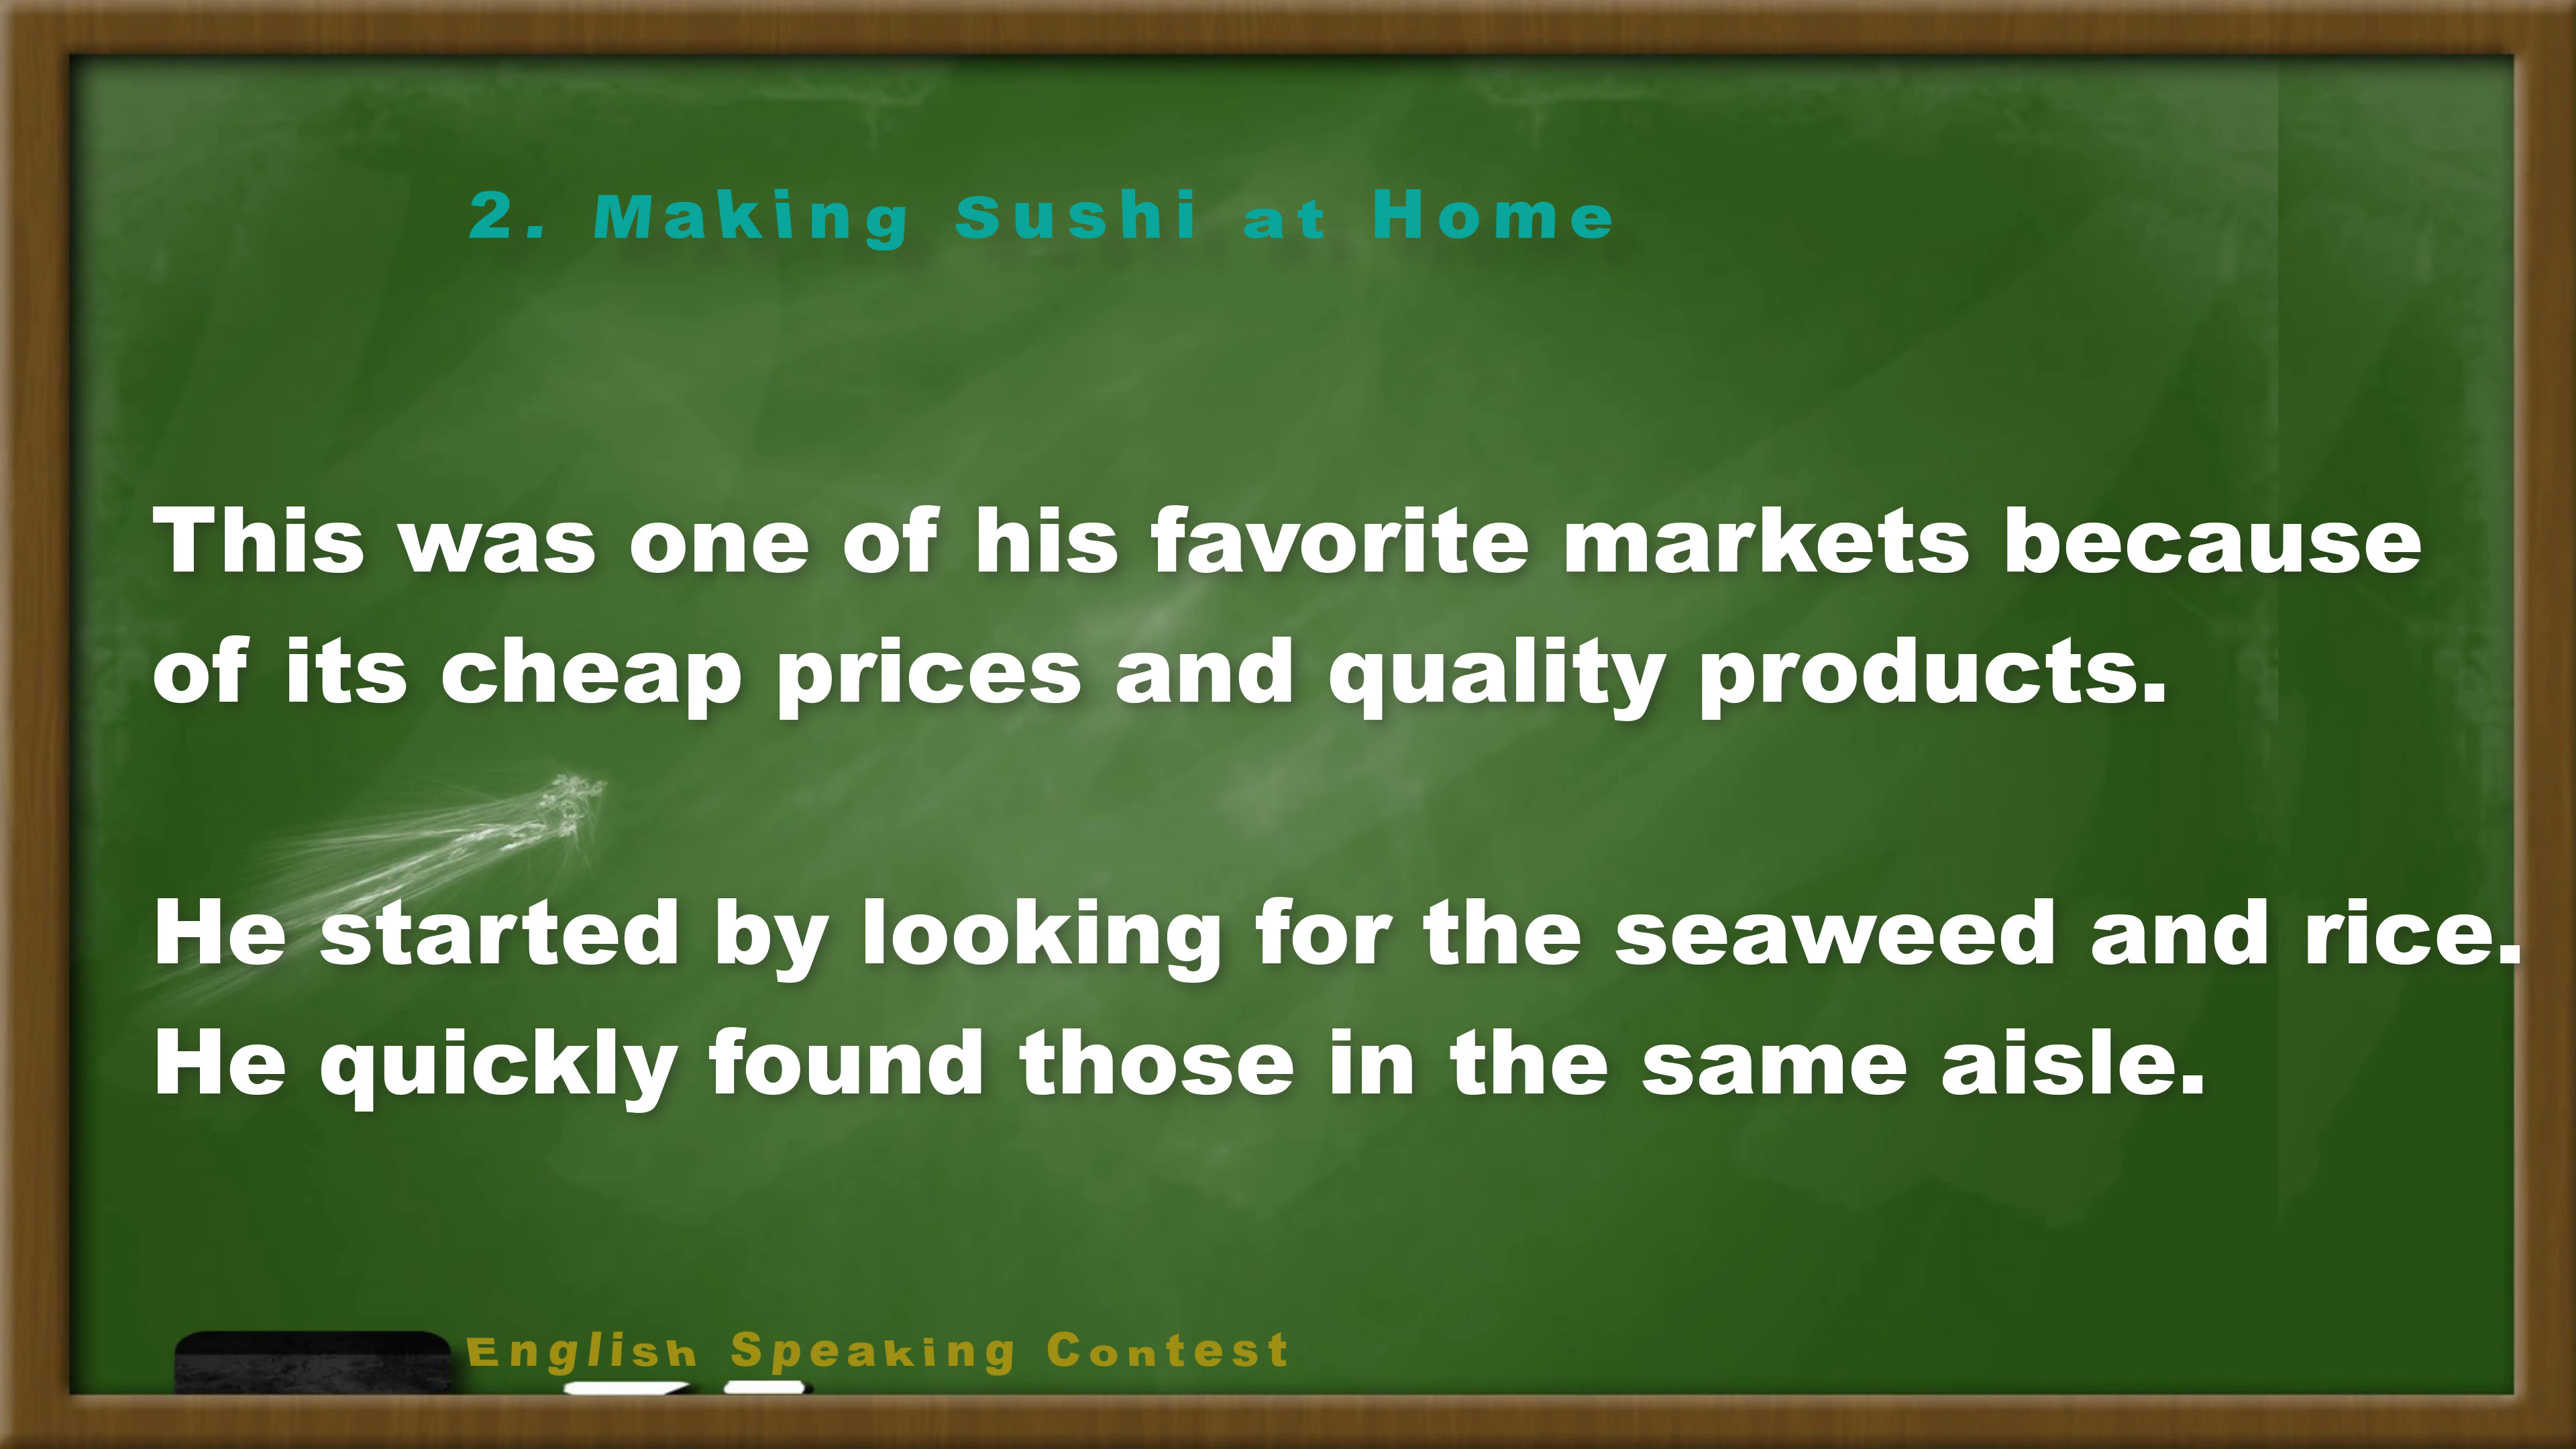 2. Making Sushi at Home
This was one of his favorite markets because
of its cheap prices and quality products.
He started by looking for the seaweed and rice.
He quickly found those in the same aisle.
English Speaking Contest